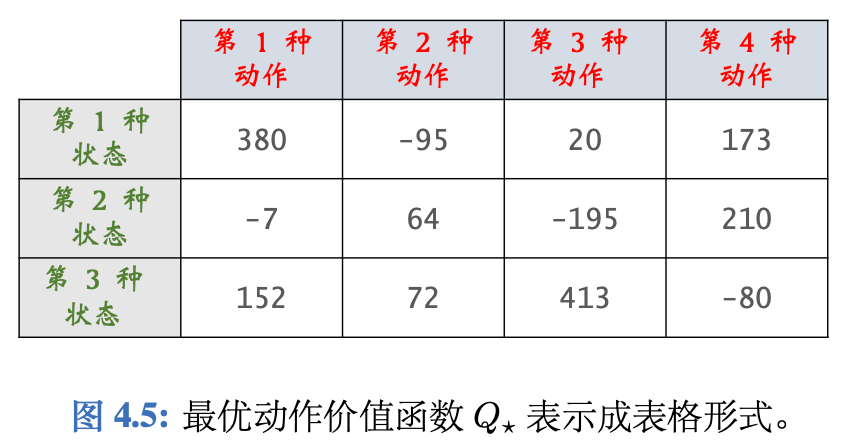 第 1 种 第 2 种 第 3 种 第 4 种
动作 动作 动作 动作
第 1 种
状态 380 -95 20 173
第 2 种
状态 -7 64 -195 210
第 3 种
状态 152 72 413 -80
图 4.5: 最优动作价值函数 Q⋆ 表示成表格形式。